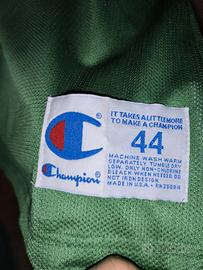 IT TAKES A LITTLE MORE
TO MAKE A CHAMPION
44
Champion
MACHINE WASH WARM
SEPARATELY TUMBLE DRY
LOW. ONLY NON-CHLORINE
BLEACH WHEN NEEDED DO
NOT IRON DESIGN
MADE IN U.S.A. • RN